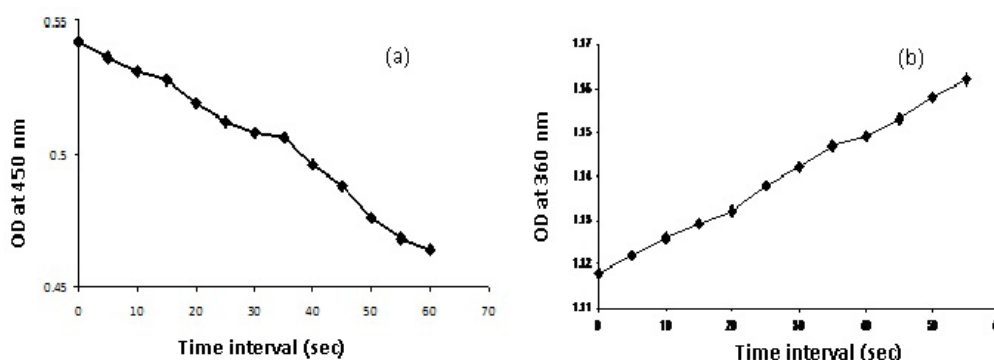 0.55
0.5
0.45
0 10 20 30 40 50 60 70
(a)
OD at 450 nm
Time interval (sec)
1.17
1.16
1.15
1.14
1.13
1.12
1.11
0 10 20 30 40 50 6
(b)
OD at 360 nm
Time interval (sec)